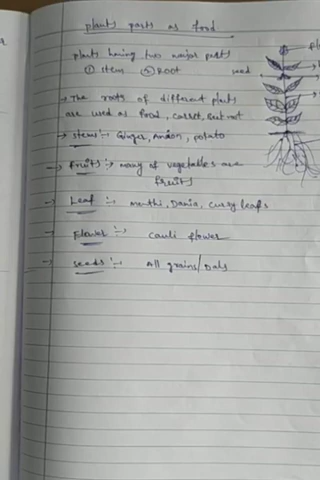 plants parts as food
plants having two major parts
① stem ② Root
seed
→ The roots of different plants
are used as food, carrot, Beet root
→ Stems :- Ginger, Onion, potato
→ Fruits :→ many of vegetables are
fruits
→ Leaf :- menthi, Dania, curry leafs
→ Flower :→ cauli flower
→ seeds :- All grains/Dals